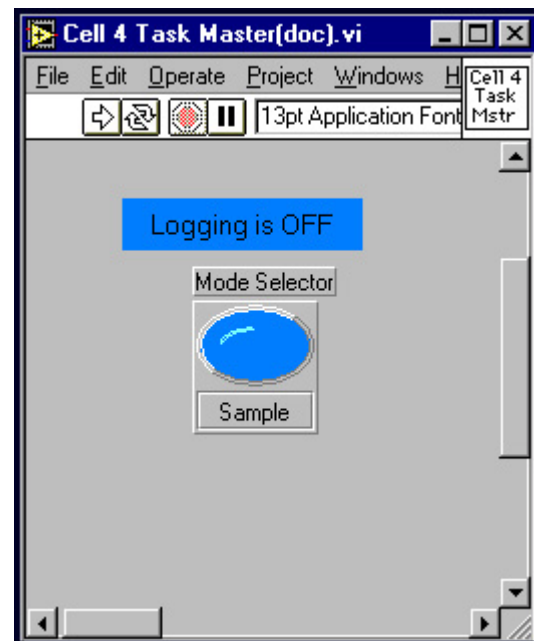 Cell 4 Task Master(doc).vi
File Edit Operate Project Windows H
Cell 4
Task
Mstr
13pt Application Font
Logging is OFF
Mode Selector
Sample